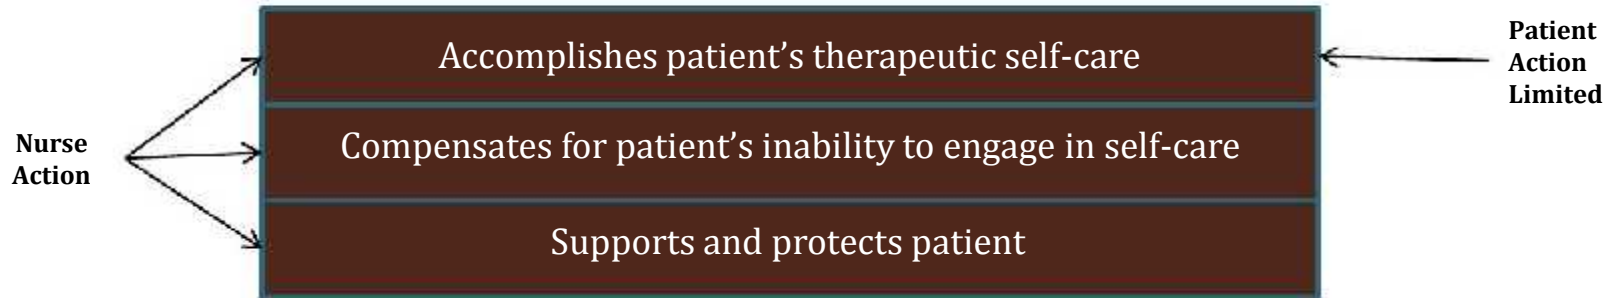 Accomplishes patient’s therapeutic self-care
Patient
Action
Limited
Nurse
Action
Compensates for patient’s inability to engage in self-care
Supports and protects patient